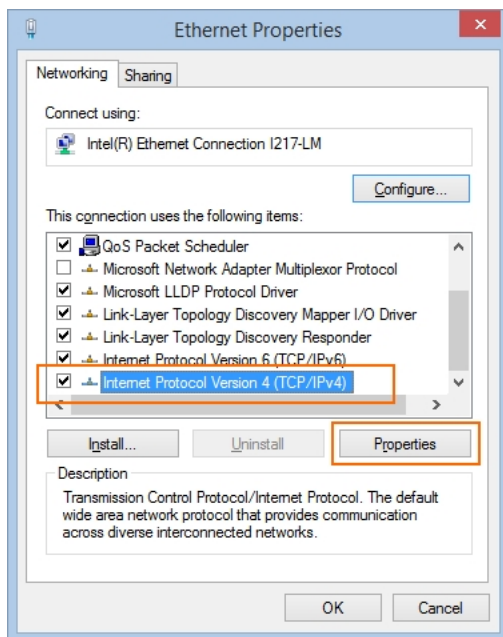 Ethernet Properties
Networking
Sharing
Connect using:
Intel(R) Ethernet Connection I217-LM
Configure...
This connection uses the following items:
QoS Packet Scheduler
Microsoft Network Adapter Multiplexor Protocol
Microsoft LLDP Protocol Driver
Link-Layer Topology Discovery Mapper I/O Driver
Link-Layer Topology Discovery Responder
Internet Protocol Version 6 (TCP/IPv6)
Internet Protocol Version 4 (TCP/IPv4)
Install...
Uninstall
Properties
Description
Transmission Control Protocol/Internet Protocol. The default
wide area network protocol that provides communication
across diverse interconnected networks.
OK
Cancel